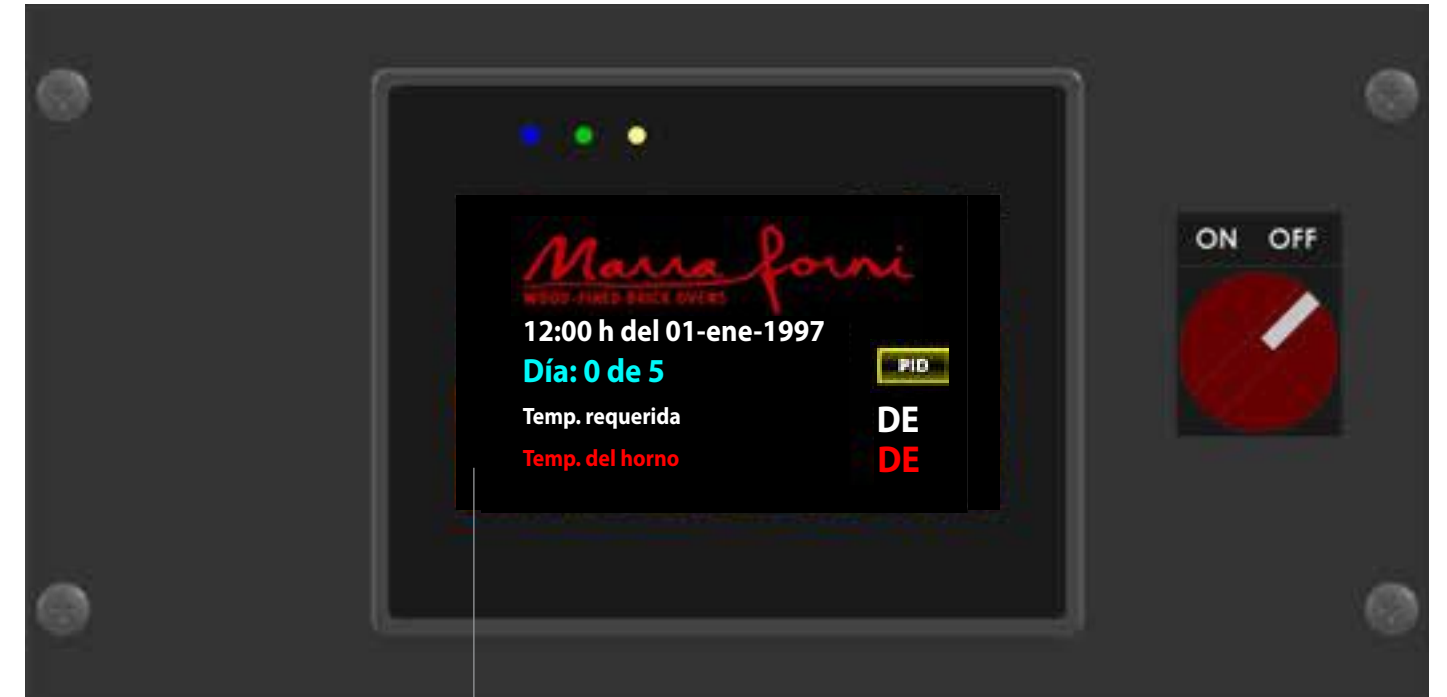 Marra forni
WOOD-FIRED BRICK OVENS
12:00 h del 01-ene-1997
Día: 0 de 5
PID
Temp. requerida DE
Temp. del horno DE
ON OFF